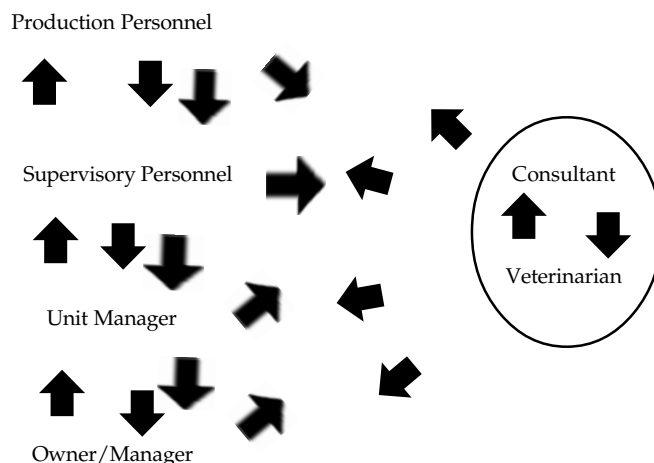 Production Personnel
Supervisory Personnel
Consultant
Veterinarian
Unit Manager
Owner/Manager